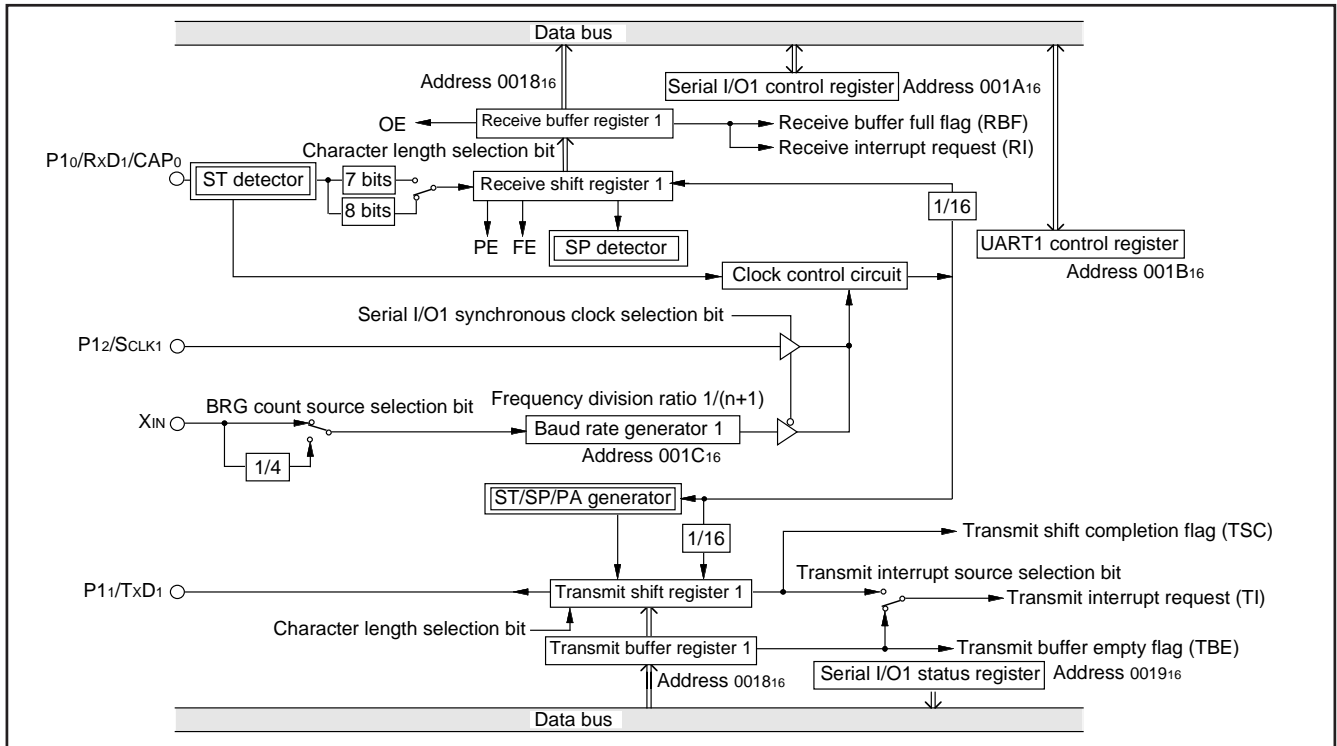 Data bus
Address 001816
Serial I/O1 control register
Address 001A16
OE
Receive buffer register 1
Receive buffer full flag (RBF)
Receive interrupt request (RI)
Character length selection bit
P10/RxD1/CAP0
ST detector
7 bits
8 bits
Receive shift register 1
1/16
PE
FE
SP detector
UART1 control register
Address 001B16
Clock control circuit
Serial I/O1 synchronous clock selection bit
P12/SCLK1
BRG count source selection bit
Frequency division ratio 1/(n+1)
XIN
Baud rate generator 1
Address 001C16
1/4
ST/SP/PA generator
1/16
Transmit shift completion flag (TSC)
Transmit interrupt source selection bit
P11/TxD1
Transmit shift register 1
Transmit interrupt request (TI)
Character length selection bit
Transmit buffer register 1
Transmit buffer empty flag (TBE)
Address 001816
Serial I/O1 status register
Address 001916
Data bus